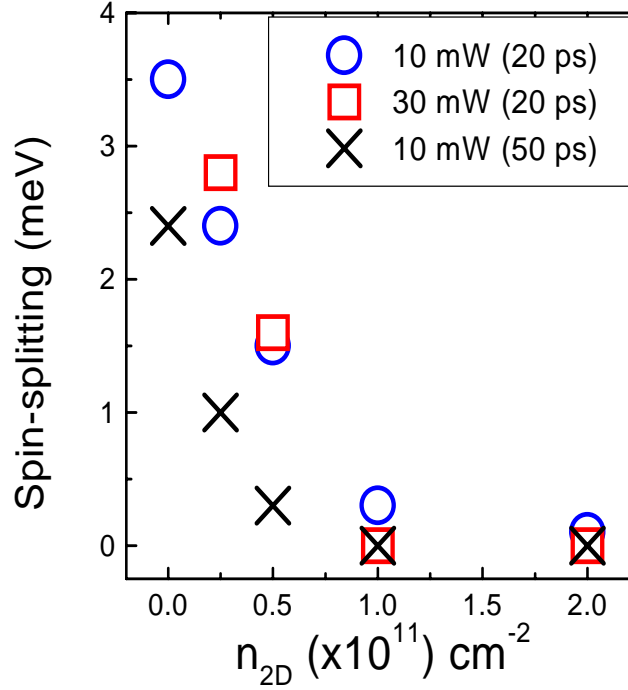 10 mW (20 ps)
30 mW (20 ps)
10 mW (50 ps)
Spin-splitting (meV)
4
3
2
1
0
0.0 0.5 1.0 1.5 2.0
n2D (x10^11) cm^-2